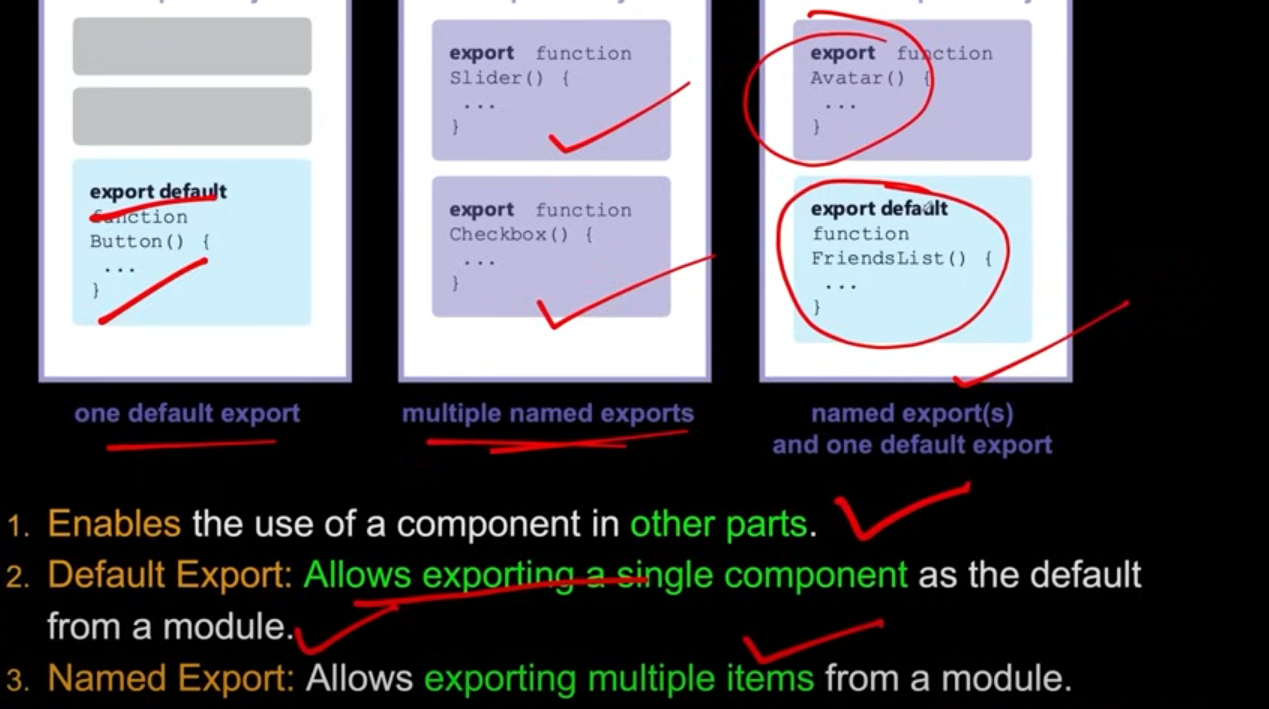 export function
Slider() {
...
}
export function
Avatar() {
...
}
export default
function
Button() {
...
}
export function
Checkbox() {
...
}
export default
function
FriendsList() {
...
}
one default export
multiple named exports
named export(s)
and one default export
1. Enables the use of a component in other parts.
2. Default Export: Allows exporting a single component as the default
from a module.
3. Named Export: Allows exporting multiple items from a module.